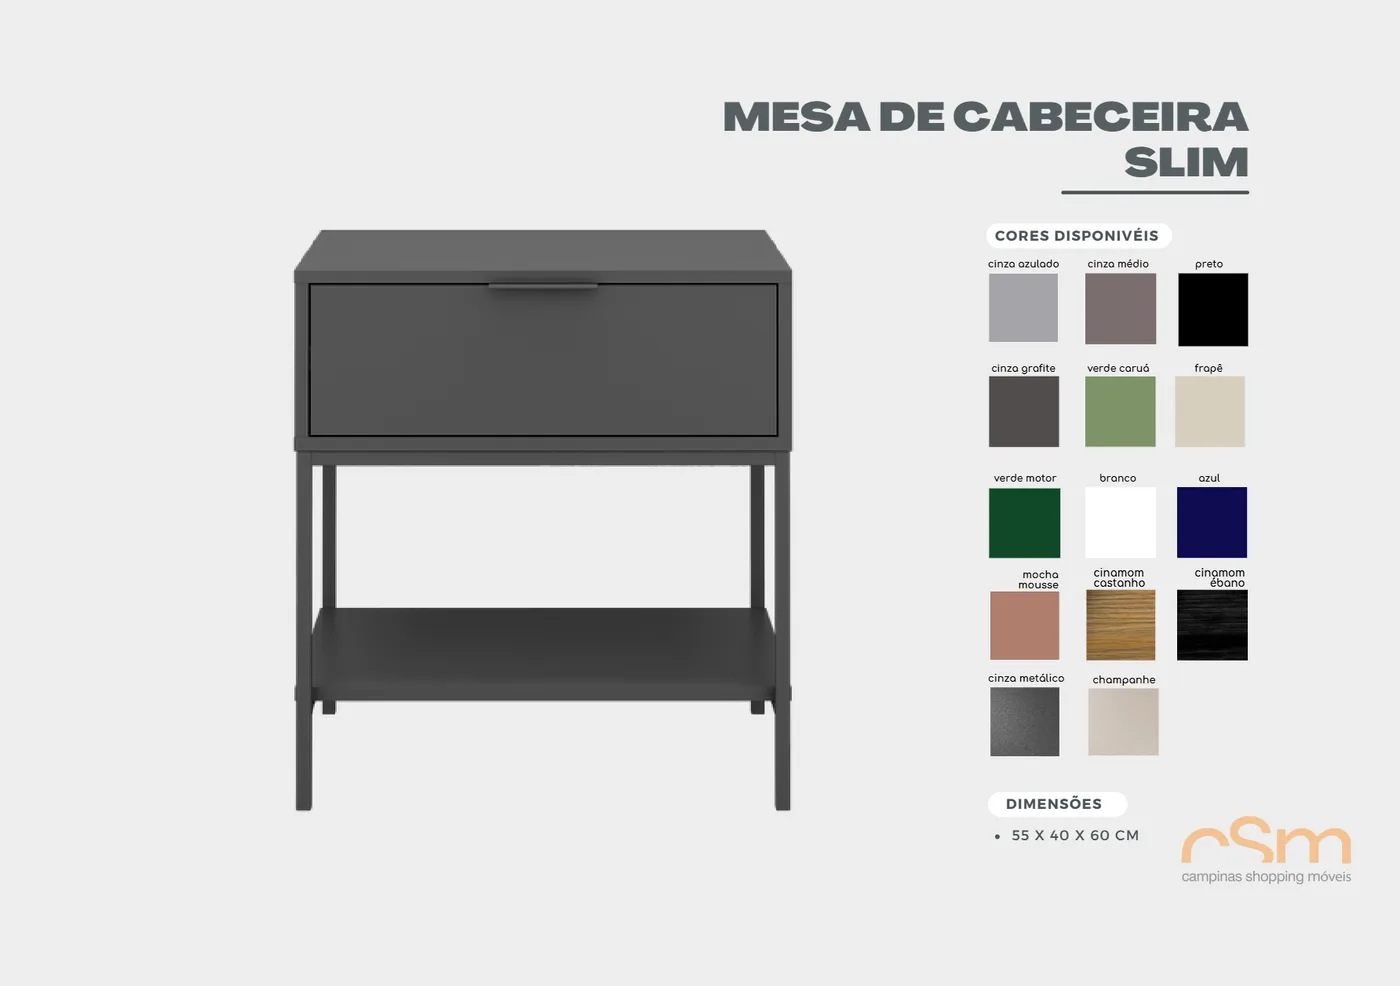 MESA DE CABECEIRA
SLIM
CORES DISPONIVÉIS
cinza azulado
cinza médio
preto
cinza grafite
verde caruá
frapê
verde motor
branco
azul
mocha
mousse
cinamom
castanho
cinamom
ébano
cinza metálico
champanhe
DIMENSÕES
• 55 X 40 X 60 CM
csm
campinas shopping móveis